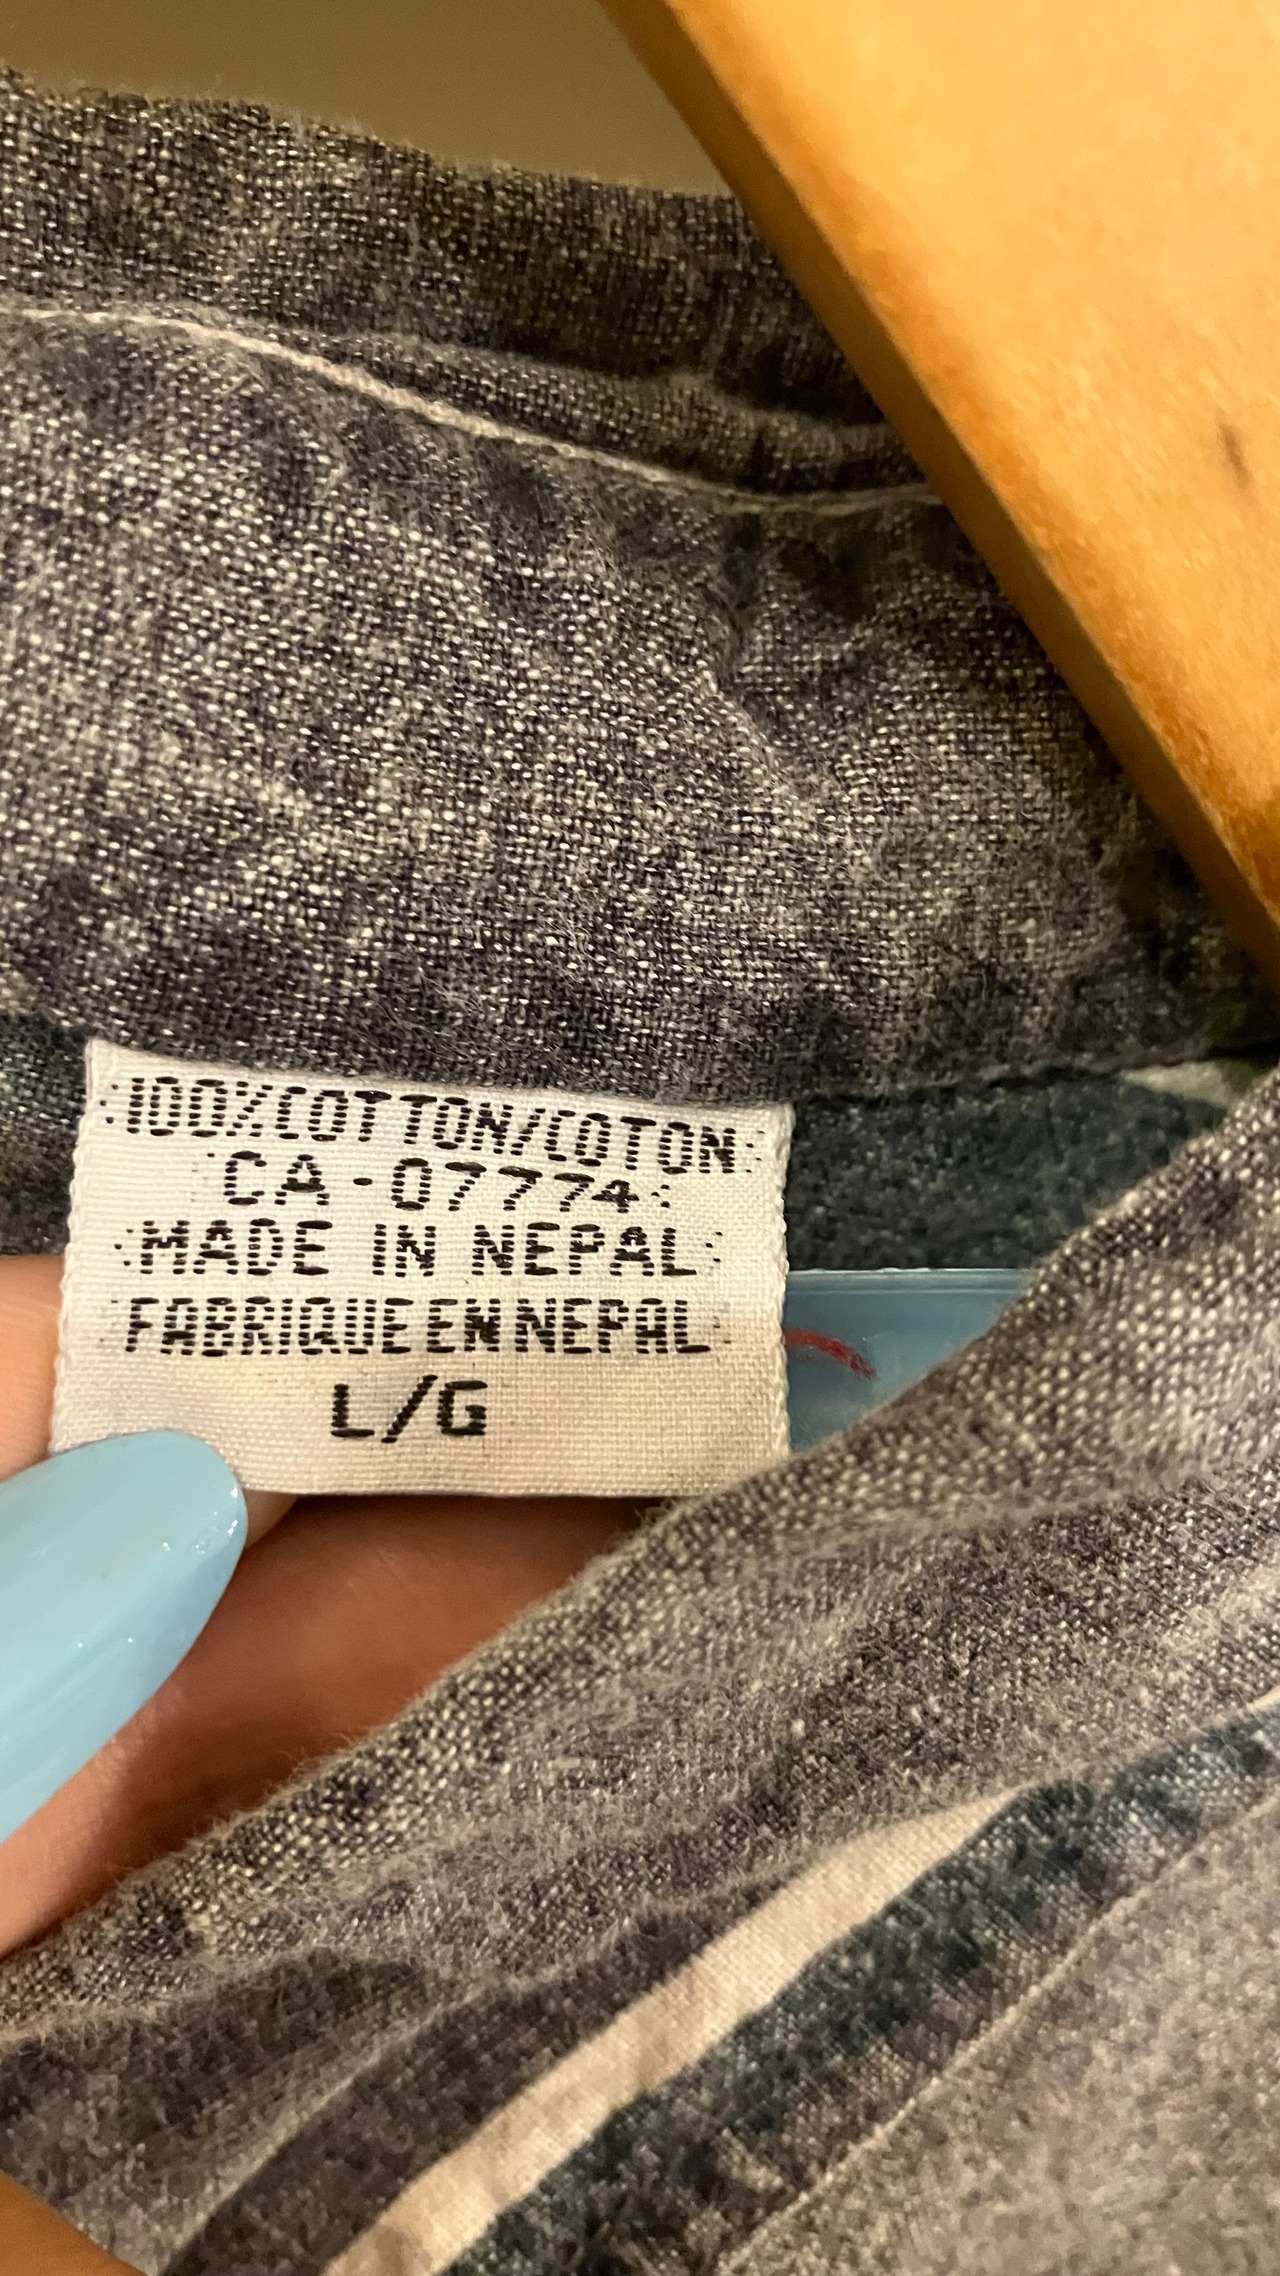 100% COTTON/COTON
CA-07774
MADE IN NEPAL
FABRIQUE EN NEPAL
L/G